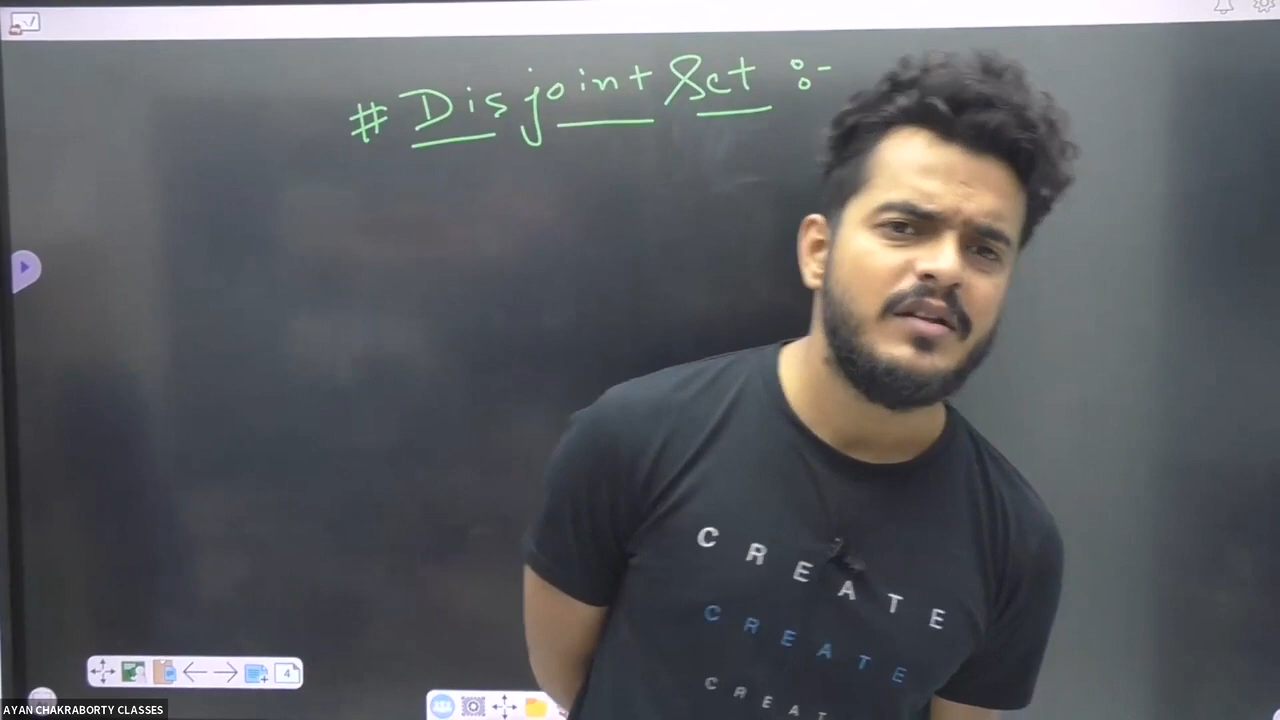 # Disjoint Set :-
CREATE
CREATE
CREAT
4
AYAN CHAKRABORTY CLASSES